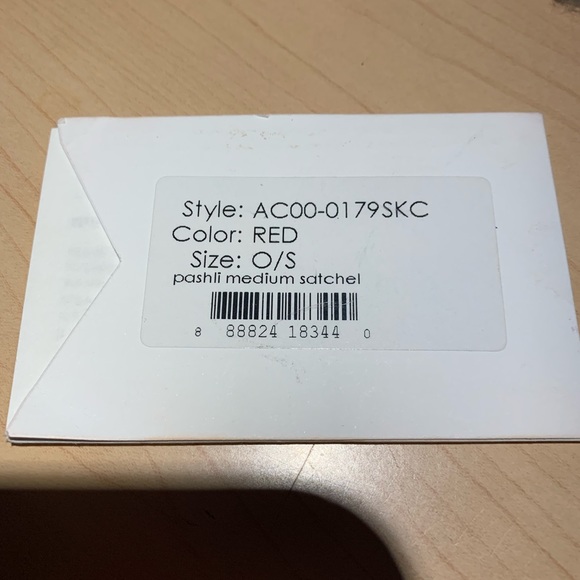 Style: AC00-0179SKC
Color: RED
Size: O/S
pashli medium satchel
8 88824 18344 0